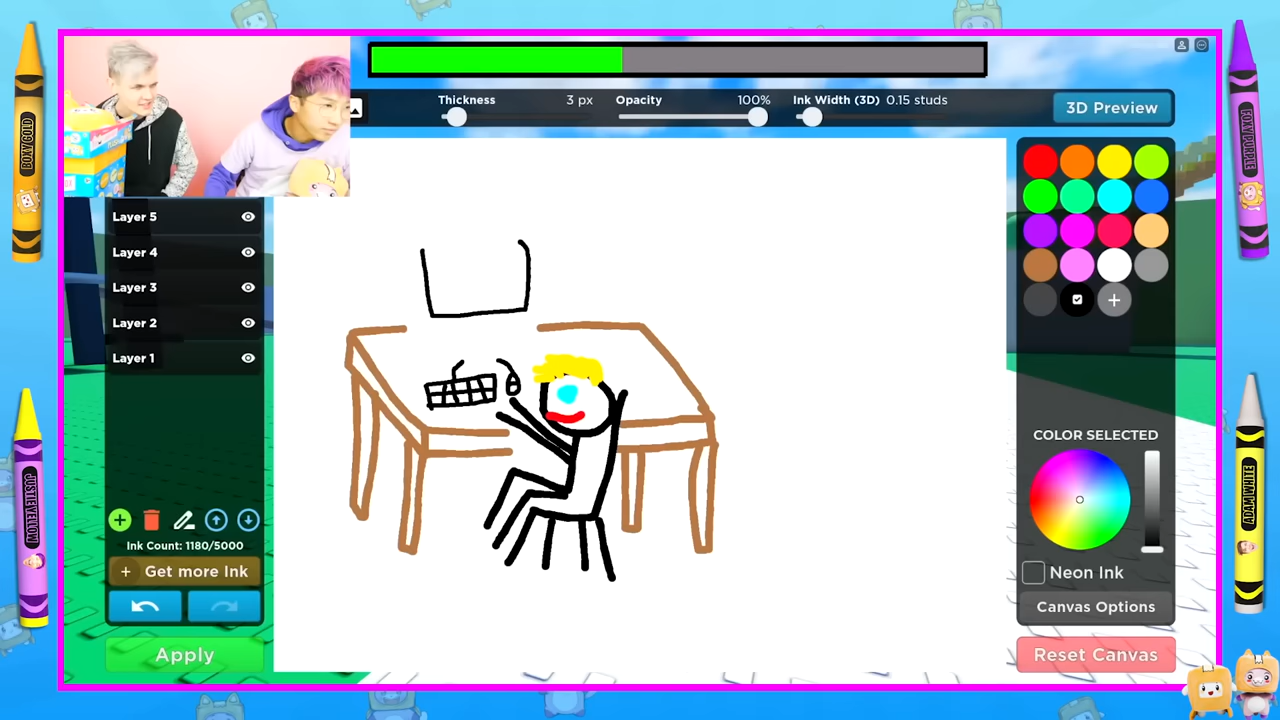 Thickness 3 px Opacity 100% Ink Width (3D) 0.15 studs 3D Preview
Layer 5
Layer 4
Layer 3
Layer 2
Layer 1
Ink Count: 1180/5000
+ Get more Ink
Apply
COLOR SELECTED
Neon Ink
Canvas Options
Reset Canvas
BOXY GOLD
FOXY PURPLE
JUSTIE YELLOW
ADAM WHITE